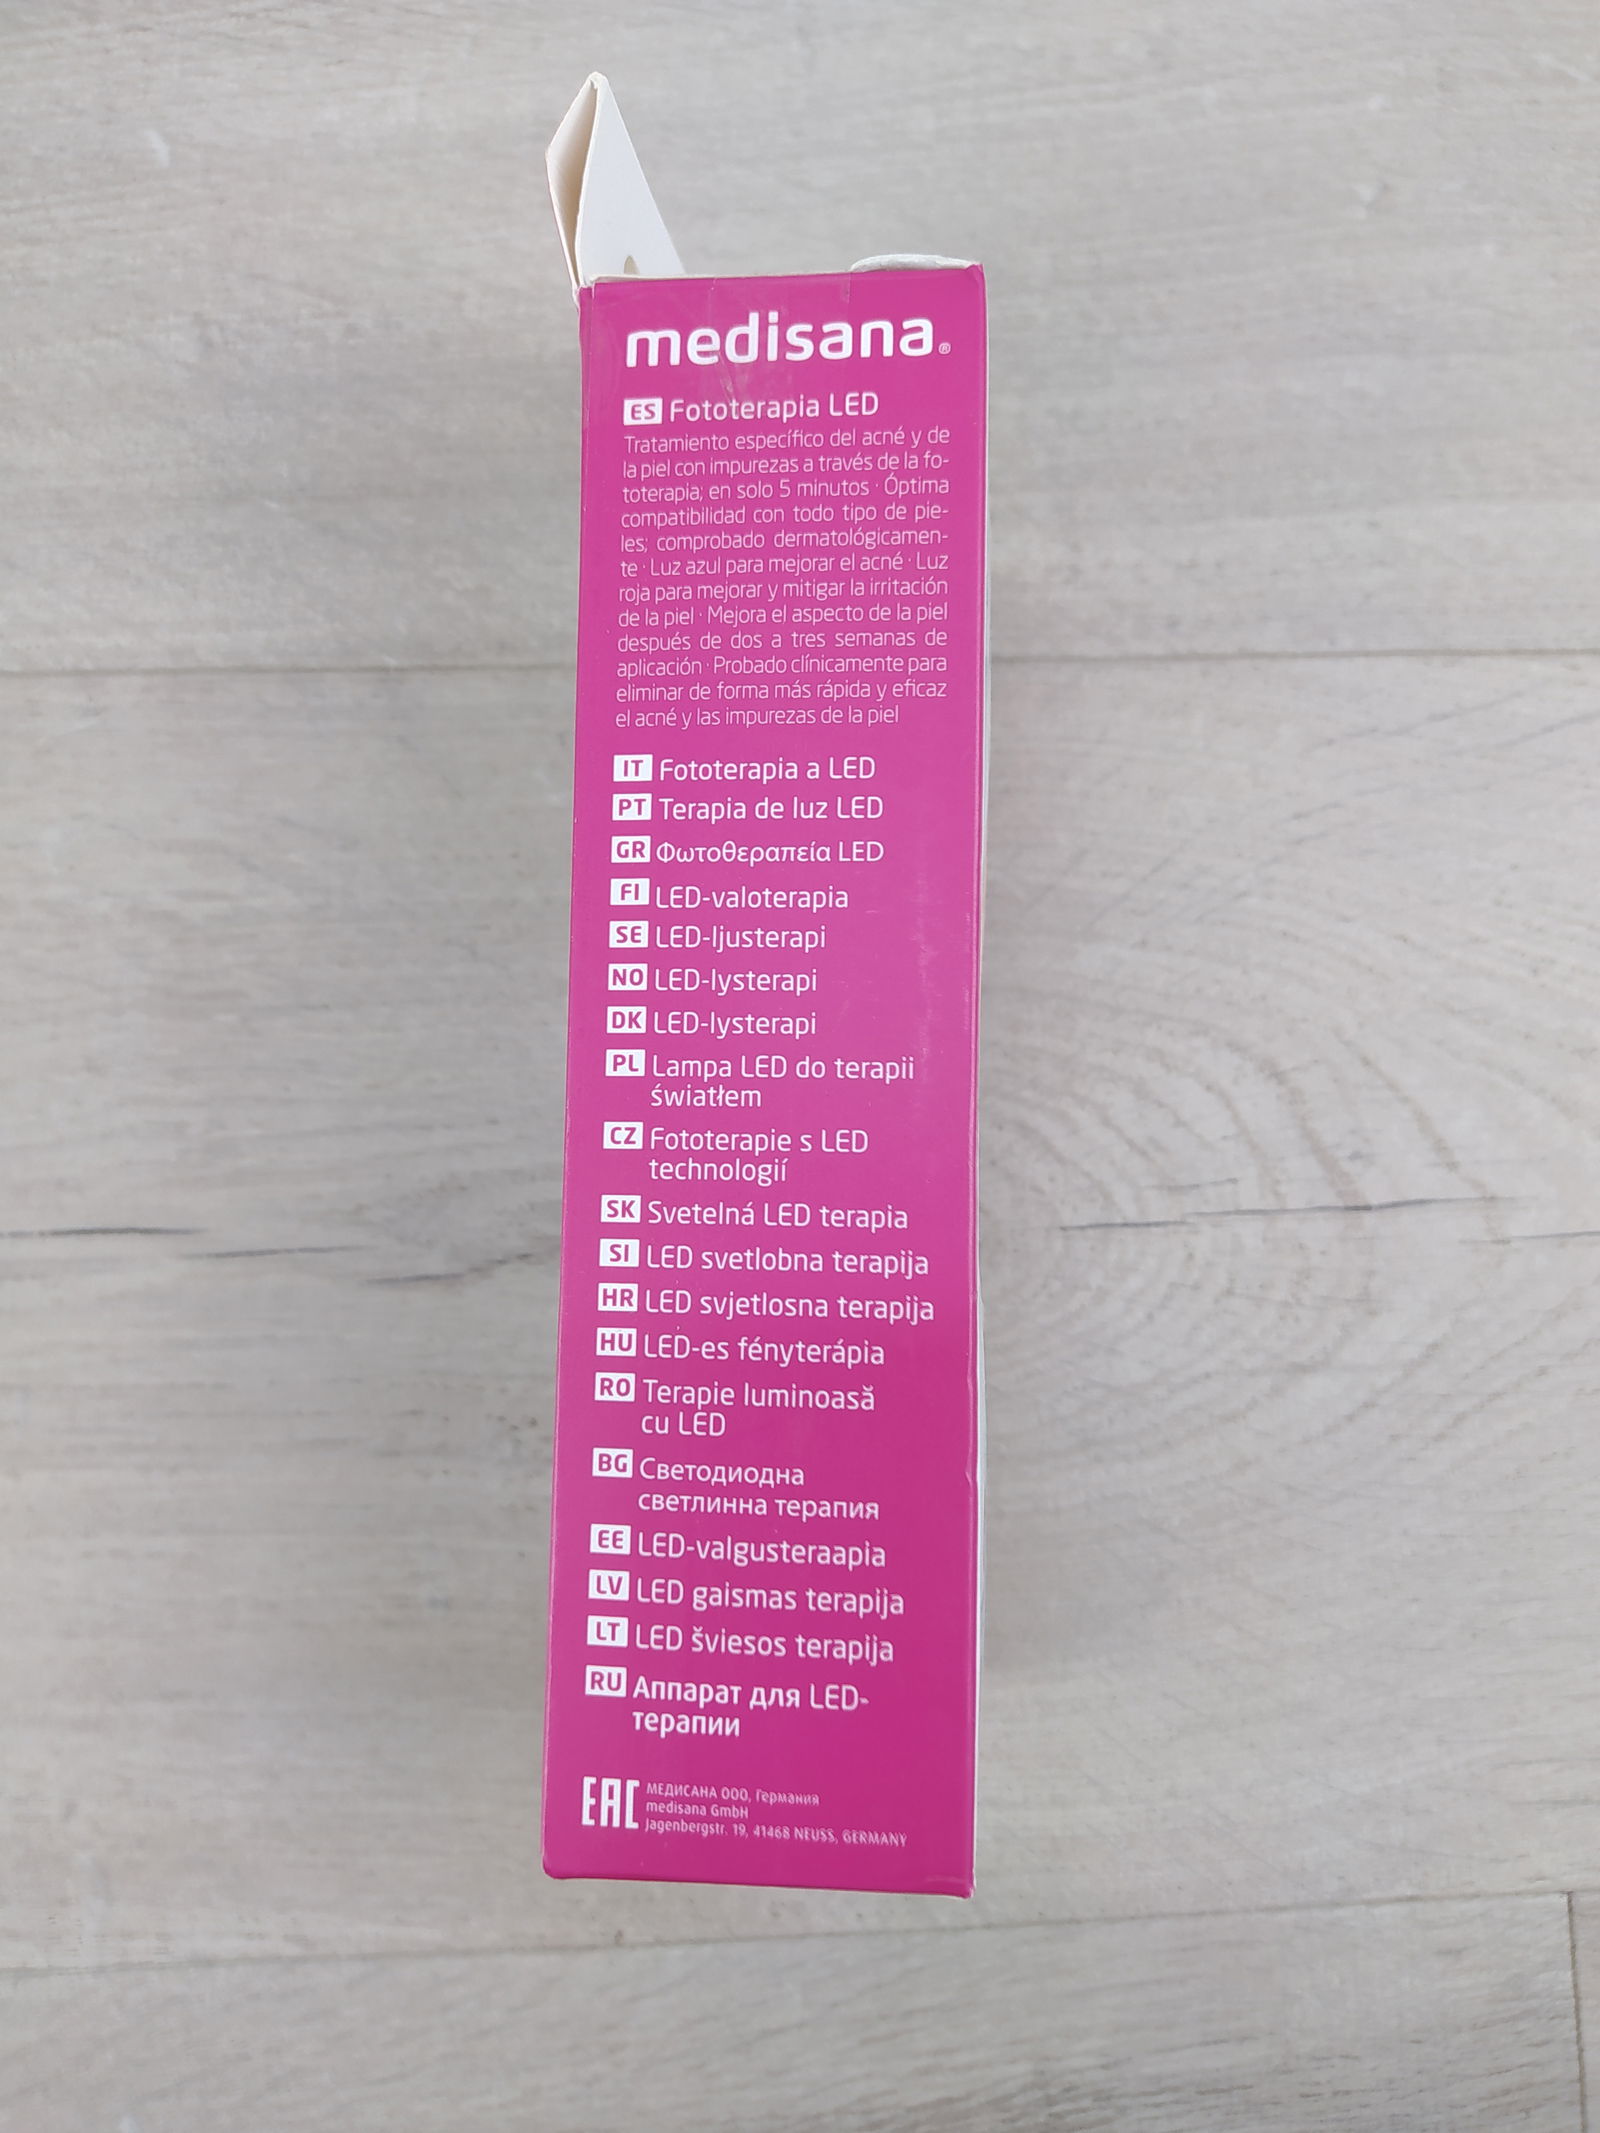 medisana®
ES Fototerapia LED
Tratamiento específico del acné y de
la piel con impurezas a través de la fo-
toterapia; en solo 5 minutos · Óptima
compatibilidad con todo tipo de pie-
les; comprobado dermatológicamen-
te · Luz azul para mejorar el acné · Luz
roja para mejorar y mitigar la irritación
de la piel · Mejora el aspecto de la piel
después de dos a tres semanas de
aplicación · Probado clínicamente para
eliminar de forma más rápida y eficaz
el acné y las impurezas de la piel
IT Fototerapia a LED
PT Terapia de luz LED
GR Φωτοθεραπεία LED
FI LED-valoterapia
SE LED-ljusterapi
NO LED-lysterapi
DK LED-lysterapi
PL Lampa LED do terapii
światłem
CZ Fototerapie s LED
technologií
SK Svetelná LED terapia
SI LED svetlobna terapija
HR LED svjetlosna terapija
HU LED-es fényterápia
RO Terapie luminoasă
cu LED
BG Светодиодна
светлинна терапия
EE LED-valgusteraapia
LV LED gaismas terapija
LT LED šviesos terapija
RU Аппарат для LED-
терапии
EAC МЕДИСАНА ООО, Германия
medisana GmbH
Jagenbergstr. 19, 41468 NEUSS, GERMANY